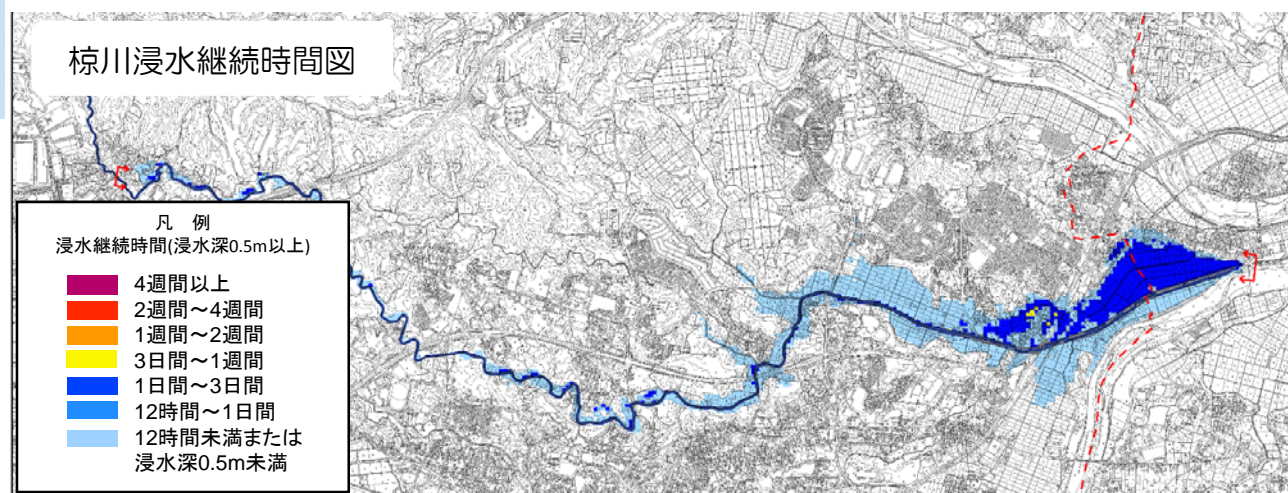 椋川浸水継続時間図
凡 例
浸水継続時間(浸水深0.5m以上)
4週間以上
2週間~4週間
1週間~2週間
3日間~1週間
1日間~3日間
12時間~1日間
12時間未満または
浸水深0.5m未満